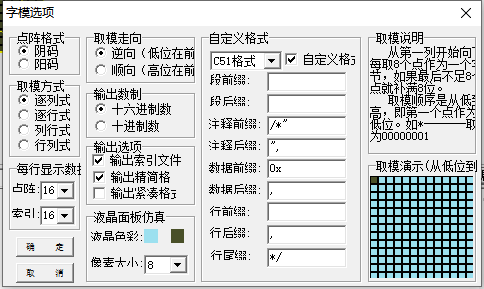 字模选项
点阵格式
阴码
阳码
取模方式
逐列式
逐行式
列行式
行列式
每行显示数据
点阵: 16
索引: 16
确 定
取 消
取模走向
逆向（低位在前
顺向（高位在前
输出数制
十六进制数
十进制数
输出选项
输出索引文件
输出精简格
输出紧凑格式
液晶面板仿真
液晶色彩:
像素大小: 8
自定义格式
C51格式
自定义格式
段前缀:
段后缀:
注释前缀: /*"
注释后缀: ",
数据前缀: 0x
数据后缀: ,
行前缀:
行后缀: ,
行尾缀: */
取模说明
从第一列开始向下
每取8个点作为一个字
节，如果最后不足8个
点就补满8位。
取模顺序是从低到
高，即第一个点作为最
低位。如*-------取
为00000001
取模演示(从低位到